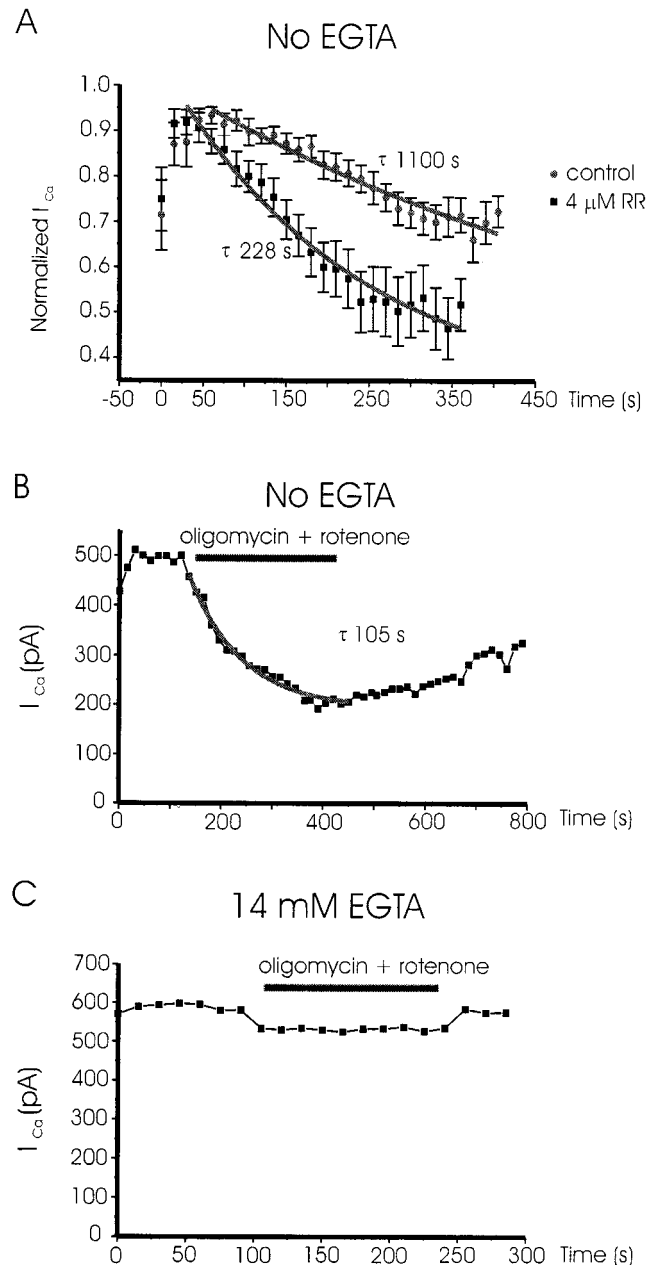 A
No EGTA
1.0
0.9
0.8
0.7
0.6
0.5
0.4
Normalized I Ca
τ 1100 s
τ 228 s
control
4 μM RR
-50 0 50 150 250 350 450 Time (s)
B
No EGTA
oligomycin + rotenone
500
400
300
200
100
0
I Ca (pA)
τ 105 s
0 200 400 600 800 Time (s)
C
14 mM EGTA
oligomycin + rotenone
700
600
500
400
300
200
100
0
I Ca (pA)
0 50 100 150 200 250 300 Time (s)